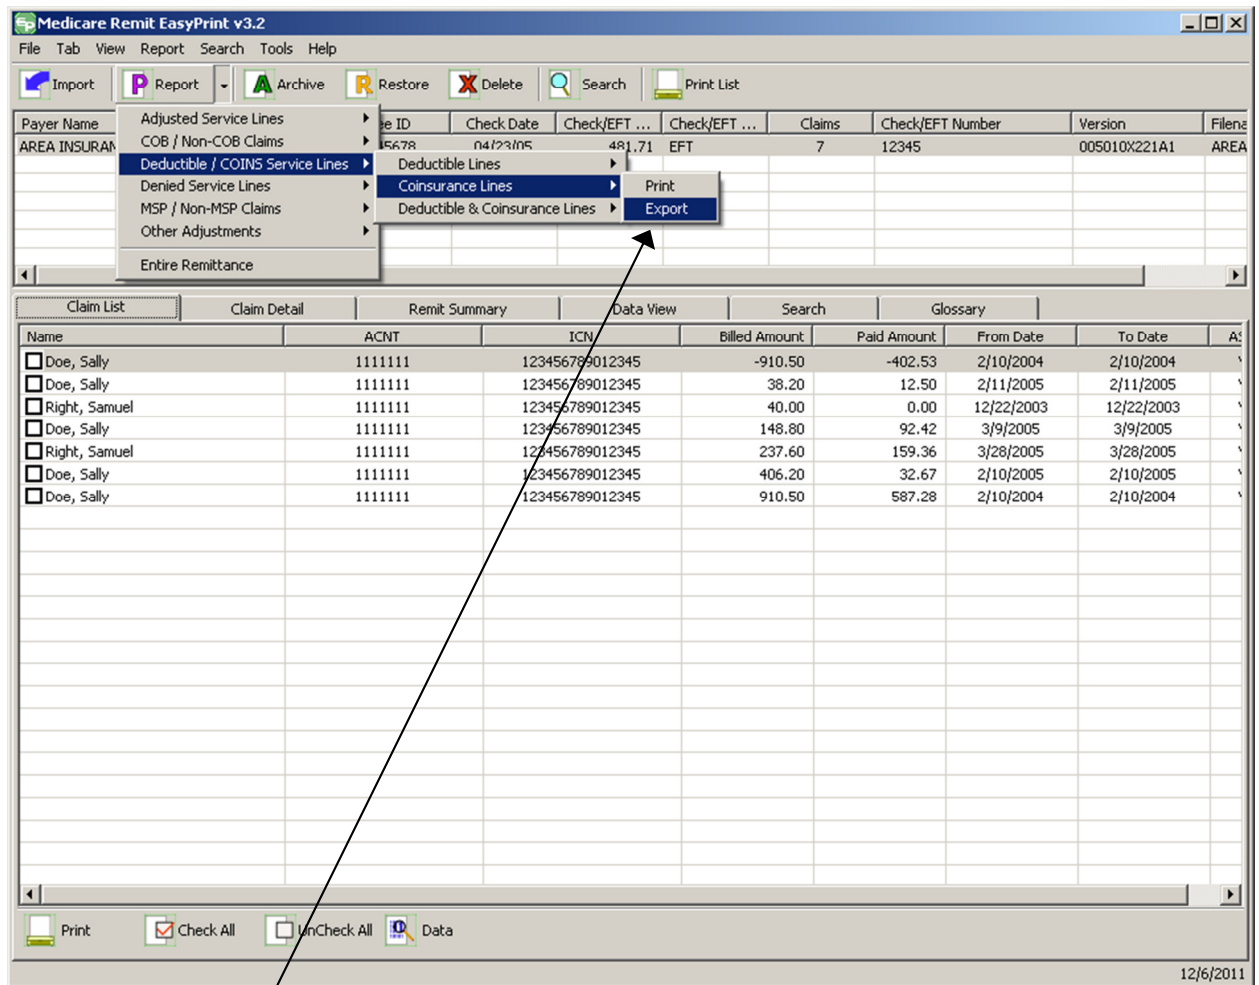 Medicare Remit EasyPrint v3.2
File Tab View Report Search Tools Help
Import P Report A Archive R Restore X Delete Search Print List
Payer Name ee ID Check Date Check/EFT ... Check/EFT ... Claims Check/EFT Number Version Filena
AREA INSURAN 5678 04/23/05 481.71 EFT 7 12345 005010X221A1 AREA
Adjusted Service Lines
COB / Non-COB Claims
Deductible / COINS Service Lines
Denied Service Lines
MSP / Non-MSP Claims
Other Adjustments
Entire Remittance
Deductible Lines
Coinsurance Lines
Deductible & Coinsurance Lines
Print
Export
Claim List Claim Detail Remit Summary Data View Search Glossary
Name ACNT ICN Billed Amount Paid Amount From Date To Date
Doe, Sally 1111111 123456789012345 -910.50 -402.53 2/10/2004 2/10/2004
Doe, Sally 1111111 123456789012345 38.20 12.50 2/11/2005 2/11/2005
Right, Samuel 1111111 123456789012345 40.00 0.00 12/22/2003 12/22/2003
Doe, Sally 1111111 123456789012345 148.80 92.42 3/9/2005 3/9/2005
Right, Samuel 1111111 123456789012345 237.60 159.36 3/28/2005 3/28/2005
Doe, Sally 1111111 123456789012345 406.20 32.67 2/10/2005 2/10/2005
Doe, Sally 1111111 123456789012345 910.50 587.28 2/10/2004 2/10/2004
Print Check All UnCheck All Data
12/6/2011